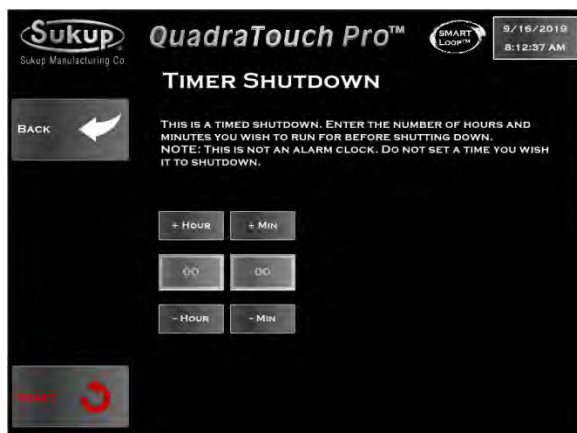 Sukup
Sukup Manufacturing Co
QuadraTouch Pro™
SMART
LOOP™
9/16/2019
8:12:37 AM
TIMER SHUTDOWN
BACK
THIS IS A TIMED SHUTDOWN. ENTER THE NUMBER OF HOURS AND
MINUTES YOU WISH TO RUN FOR BEFORE SHUTTING DOWN.
NOTE: THIS IS NOT AN ALARM CLOCK. DO NOT SET A TIME YOU WISH
IT TO SHUTDOWN.
+ HOUR + MIN
00 00
- HOUR - MIN
RESET